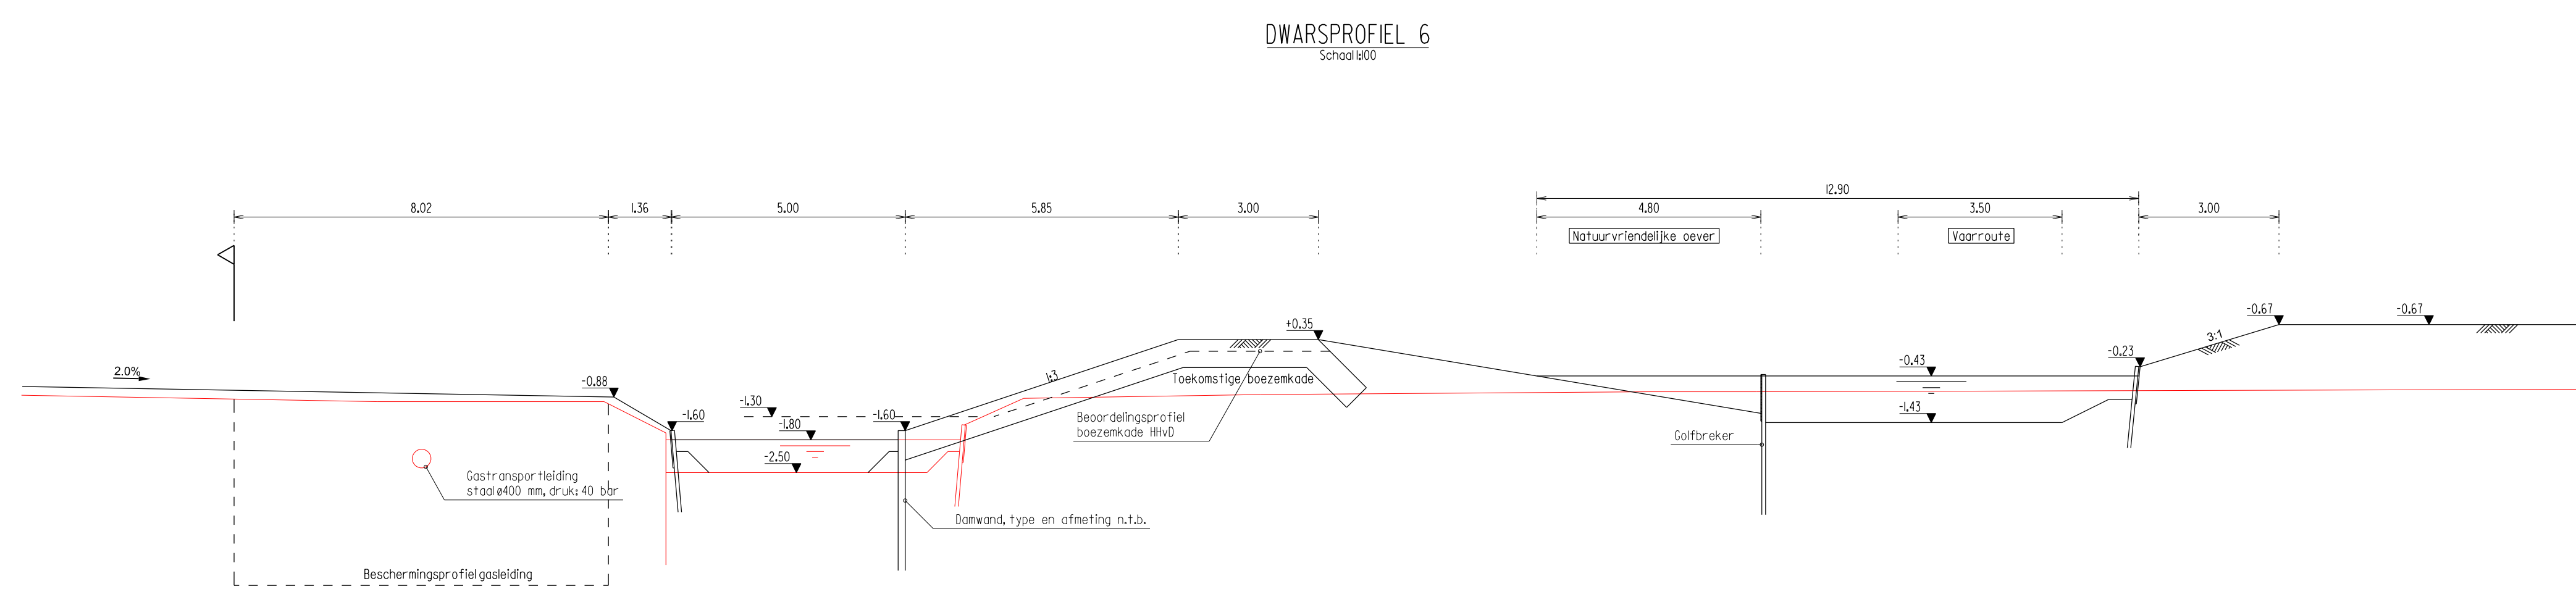 DWARSPROFIEL 6
Schaal 1:100
12.90
8.02
1.36
5.00
5.85
3.00
4.80
3.50
3.00
Natuurvriendelijke oever
Vaarroute
-0.67
-0.67
+0.35
3:1
-0.23
-0.43
2.0%
-0.88
1:3
Toekomstige boezemkade
-1.30
-1.60
-1.60
-1.80
-1.43
Beoordelingsprofiel
boezemkade HHvD
Golfbreker
-2.50
Gastransportleiding
staal ø400 mm, druk: 40 bar
Damwand, type en afmeting n.t.b.
Beschermingsprofiel gasleiding